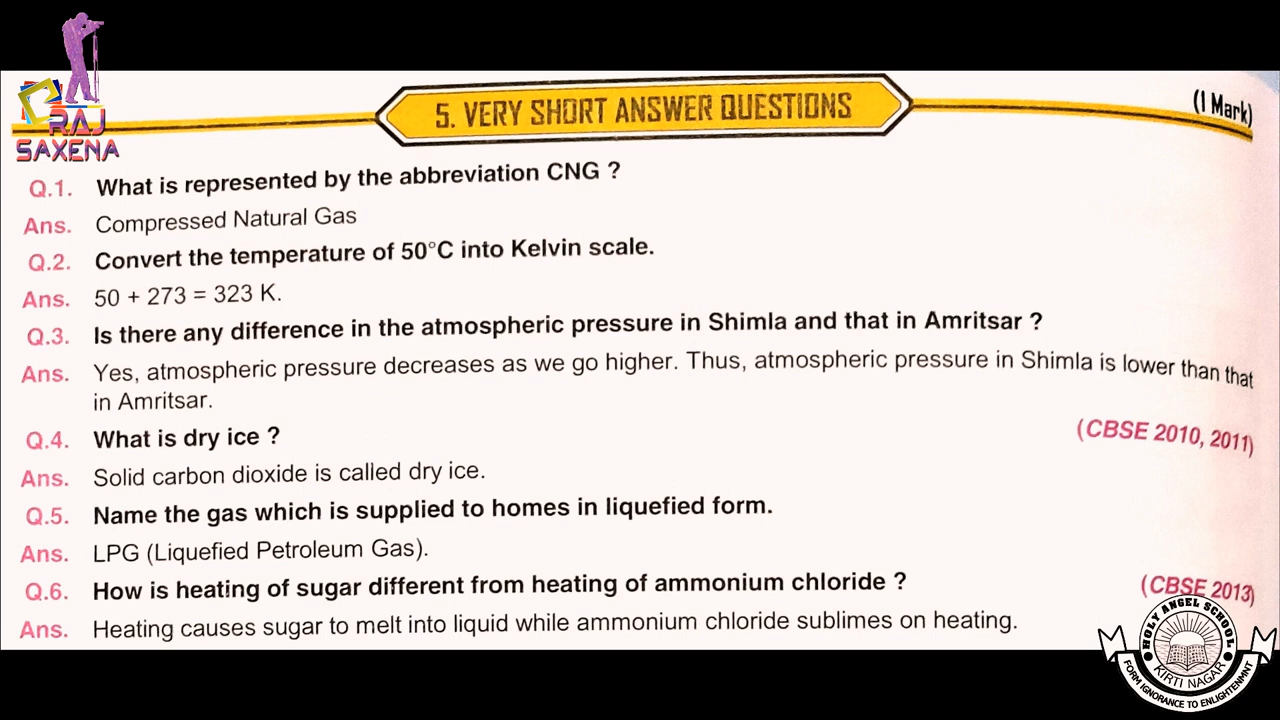 RAJ
SAXENA
5. VERY SHORT ANSWER QUESTIONS
(1 Mark)
Q.1. What is represented by the abbreviation CNG ?
Ans. Compressed Natural Gas
Q.2. Convert the temperature of 50°C into Kelvin scale.
Ans. 50 + 273 = 323 K.
Q.3. Is there any difference in the atmospheric pressure in Shimla and that in Amritsar ?
Ans. Yes, atmospheric pressure decreases as we go higher. Thus, atmospheric pressure in Shimla is lower than that
in Amritsar.
Q.4. What is dry ice ? (CBSE 2010, 2011)
Ans. Solid carbon dioxide is called dry ice.
Q.5. Name the gas which is supplied to homes in liquefied form.
Ans. LPG (Liquefied Petroleum Gas).
Q.6. How is heating of sugar different from heating of ammonium chloride ? (CBSE 2013)
Ans. Heating causes sugar to melt into liquid while ammonium chloride sublimes on heating.
HOLY ANGEL SCHOOL
KIRTI NAGAR
FORM IGNORANCE TO ENLIGHTENMNT